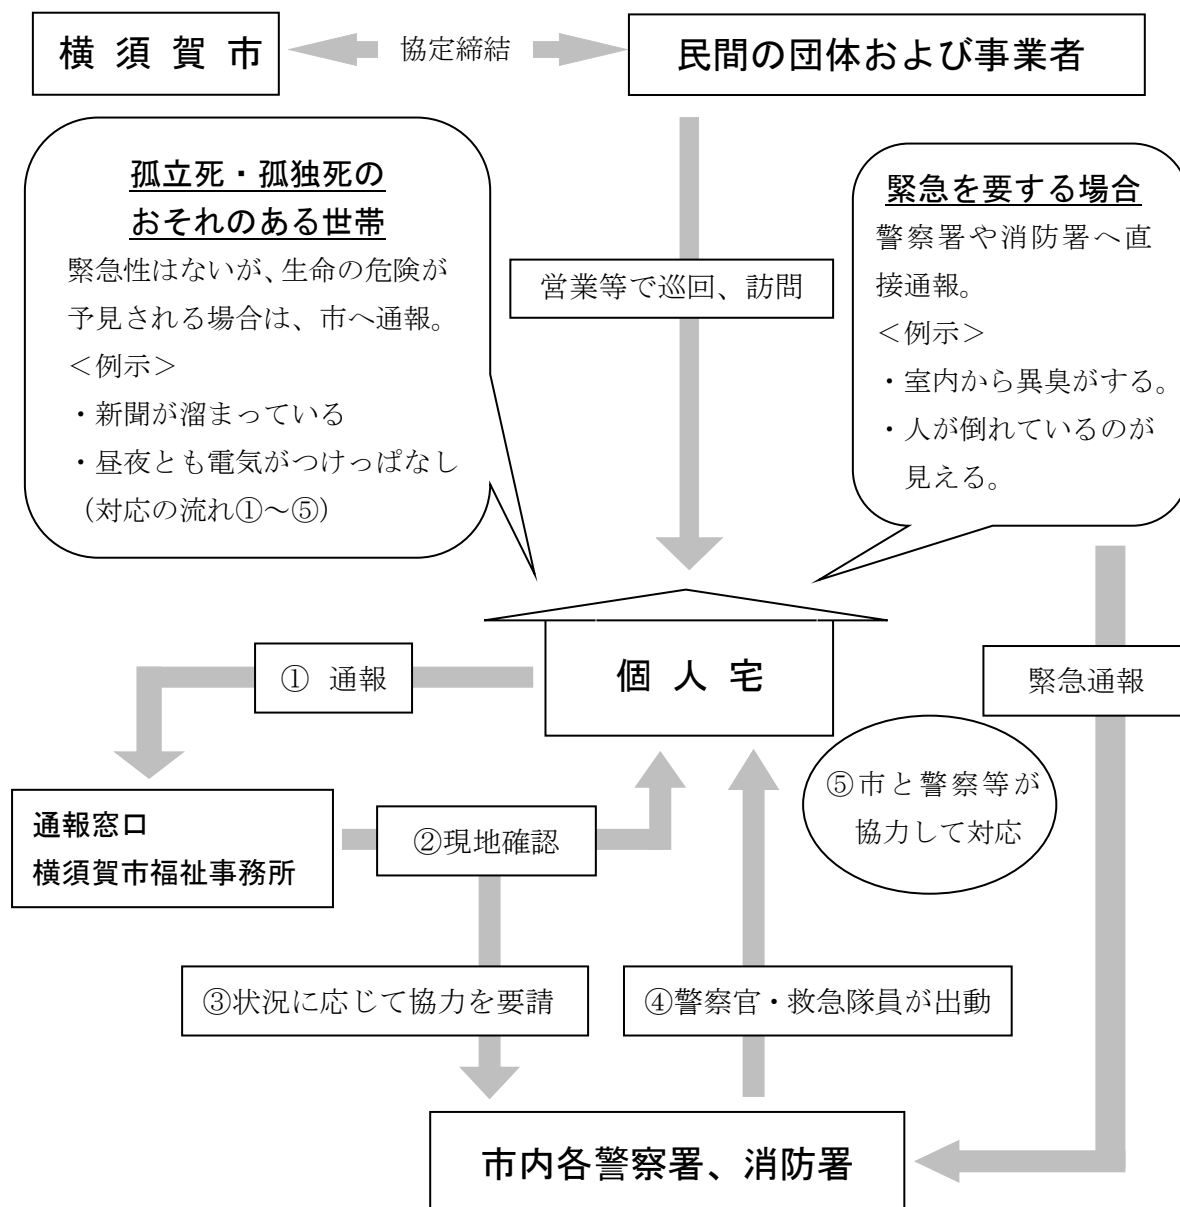 横須賀市
協定締結
民間の団体および事業者
孤立死・孤独死の
おそれのある世帯
緊急性はないが、生命の危険が
予見される場合は、市へ通報。
＜例示＞
・新聞が溜まっている
・昼夜とも電気がつけっぱなし
（対応の流れ①～⑤）
営業等で巡回、訪問
緊急を要する場合
警察署や消防署へ直
接通報。
＜例示＞
・室内から異臭がする。
・人が倒れているのが
見える。
個人宅
① 通報
緊急通報
通報窓口
横須賀市福祉事務所
②現地確認
⑤市と警察等が
協力して対応
③状況に応じて協力を要請
④警察官・救急隊員が出動
市内各警察署、消防署